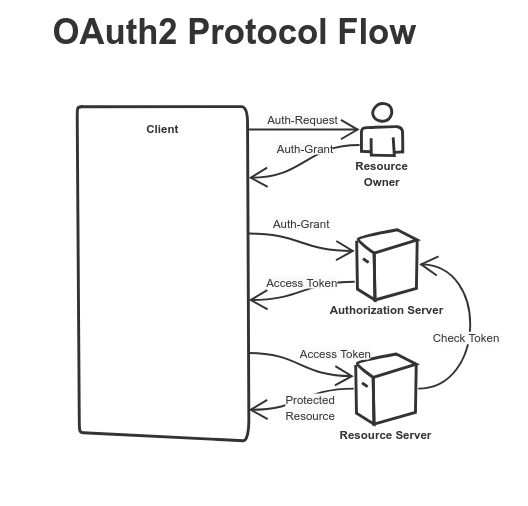 OAuth2 Protocol Flow
Client
Auth-Request
Auth-Grant
Resource
Owner
Auth-Grant
Access Token
Authorization Server
Check Token
Access Token
Protected
Resource
Resource Server